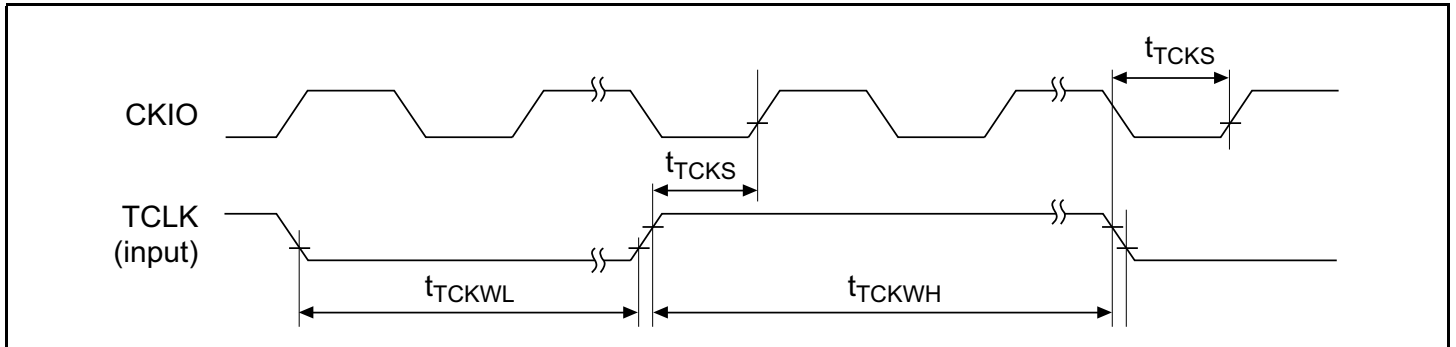 tTCKS
CKIO
tTCKS
TCLK
(input)
tTCKWL
tTCKWH